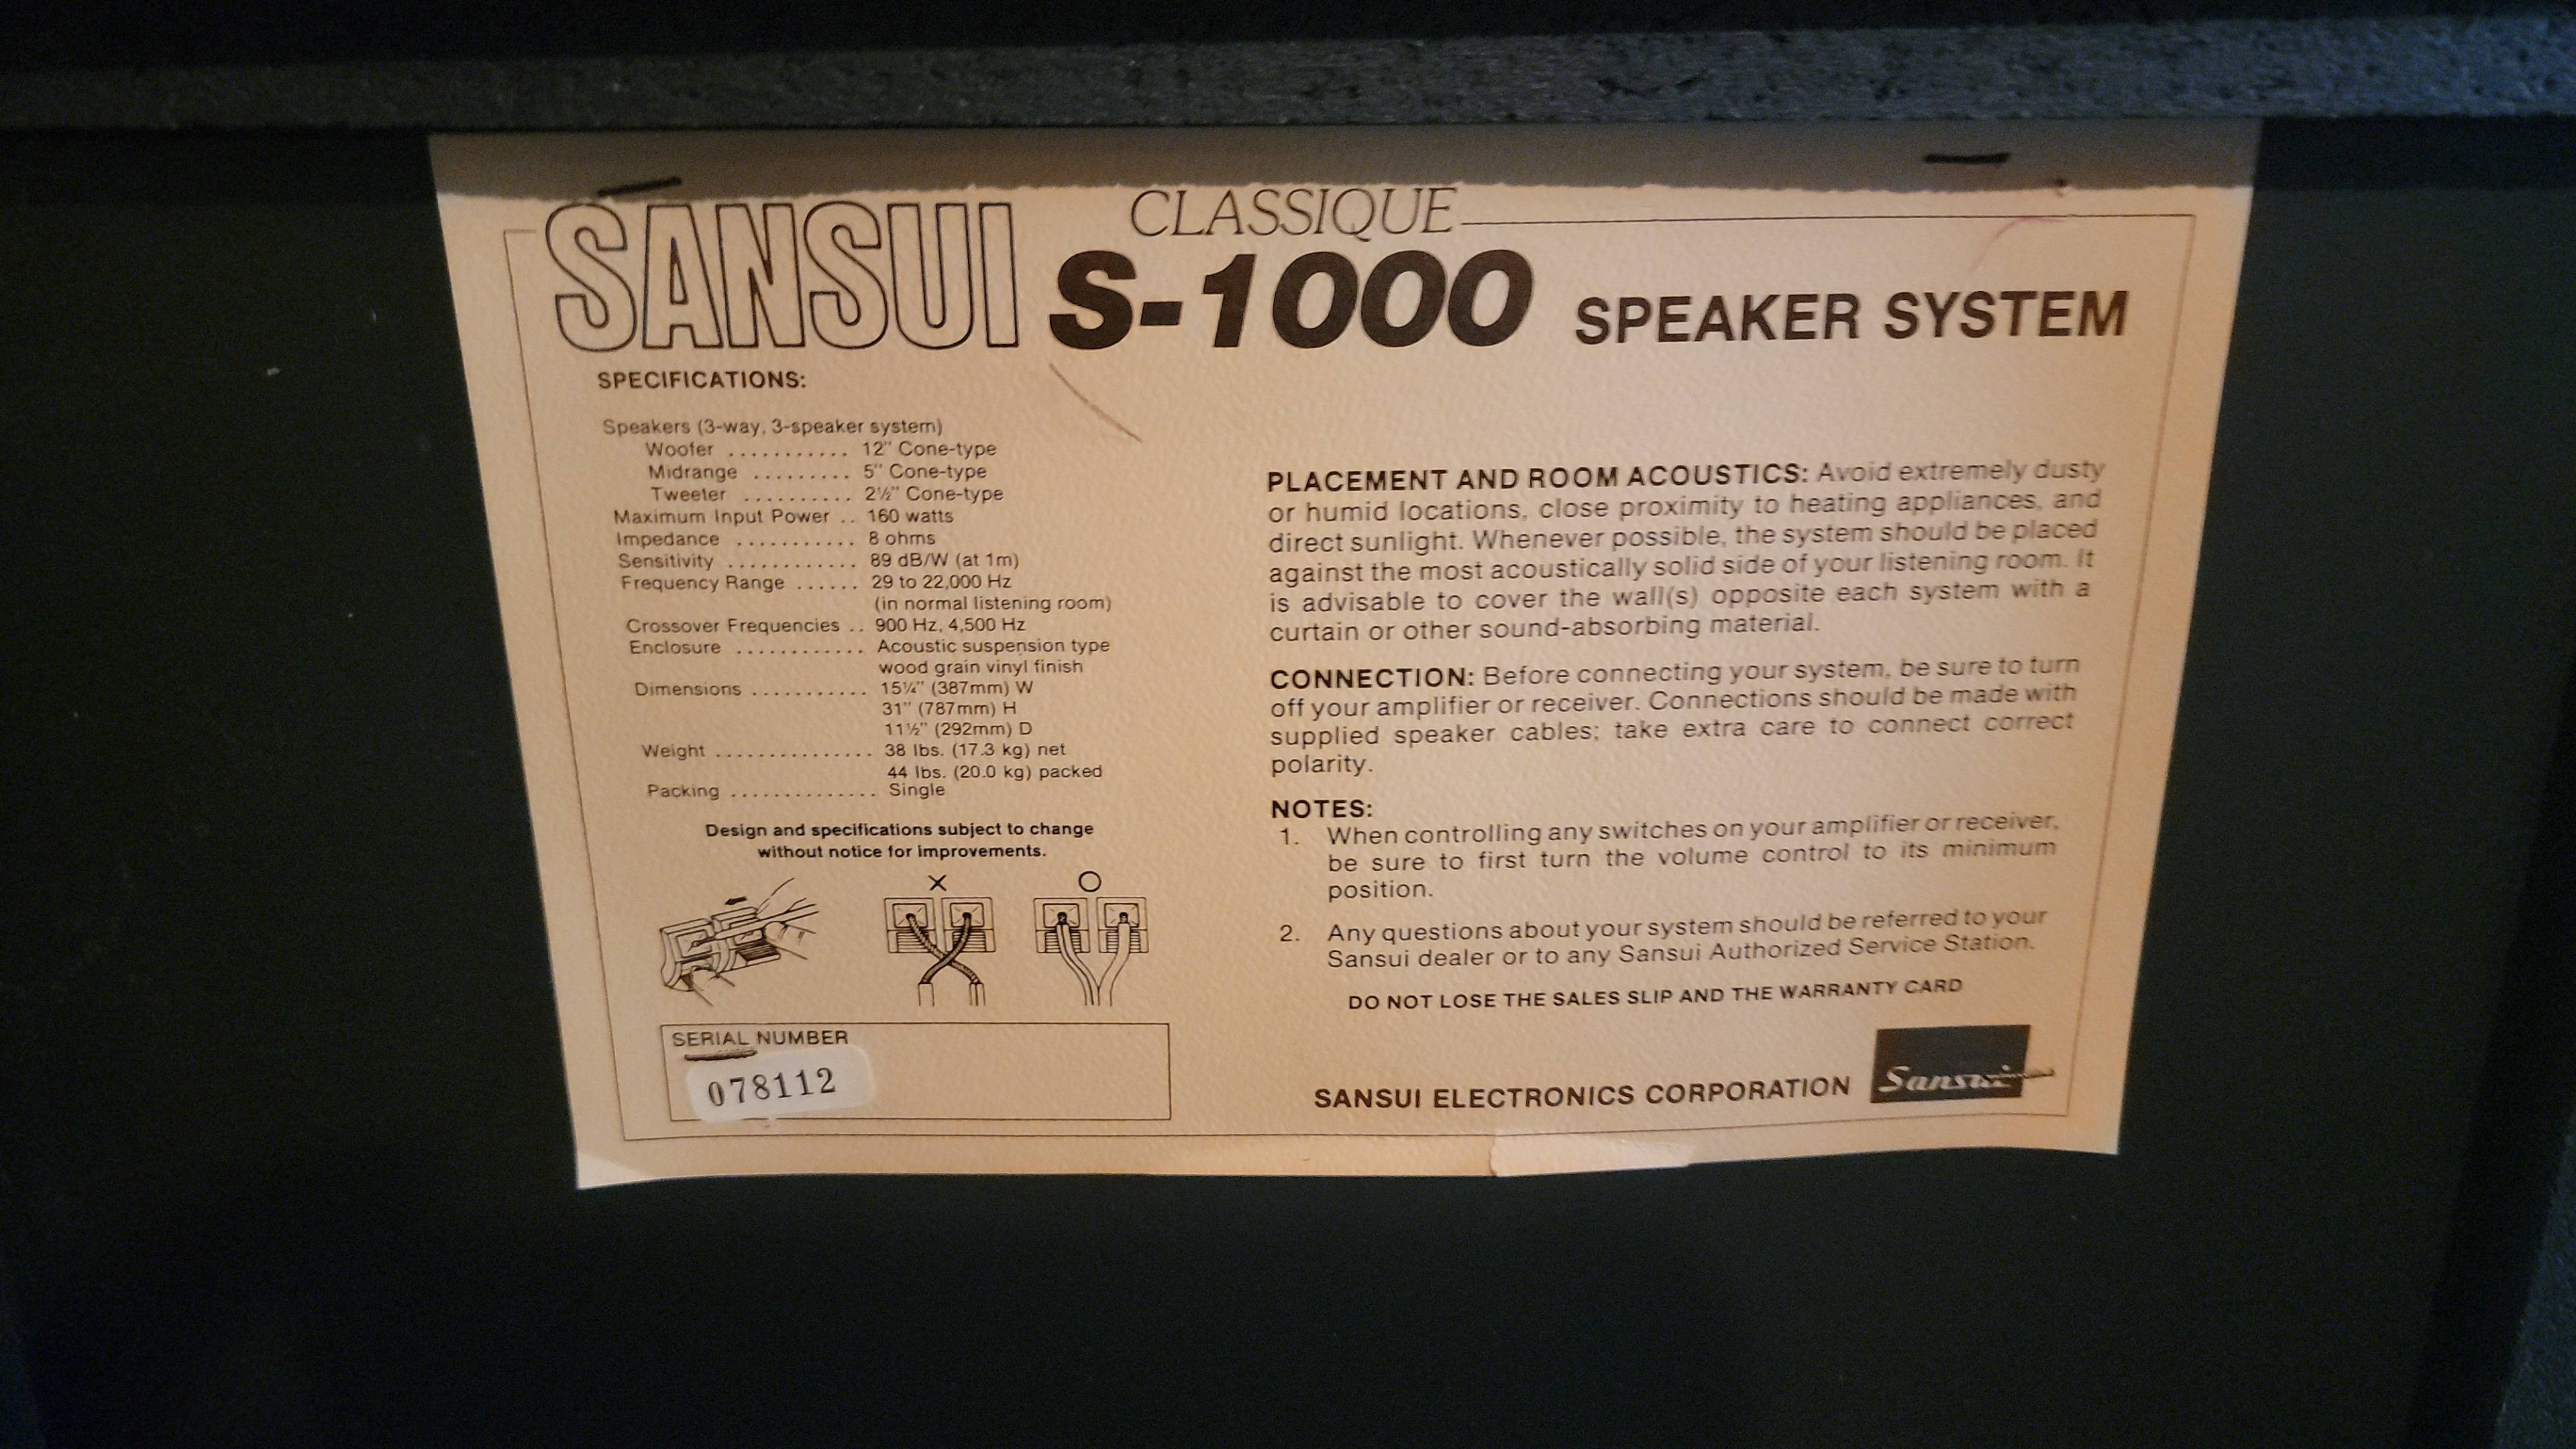 CLASSIQUE
SANSUI S-1000 SPEAKER SYSTEM
SPECIFICATIONS:
Speakers (3-way, 3-speaker system)
Woofer ........... 12" Cone-type
Midrange ......... 5" Cone-type
Tweeter .......... 2½" Cone-type
Maximum Input Power .. 160 watts
Impedance ........... 8 ohms
Sensitivity ............ 89 dB/W (at 1m)
Frequency Range ...... 29 to 22,000 Hz
(in normal listening room)
Crossover Frequencies .. 900 Hz, 4,500 Hz
Enclosure ............ Acoustic suspension type
wood grain vinyl finish
Dimensions ........... 15¼" (387mm) W
31" (787mm) H
11½" (292mm) D
Weight ............... 38 lbs. (17.3 kg) net
44 lbs. (20.0 kg) packed
Packing .............. Single
Design and specifications subject to change
without notice for improvements.
SERIAL NUMBER
078112
PLACEMENT AND ROOM ACOUSTICS: Avoid extremely dusty
or humid locations, close proximity to heating appliances, and
direct sunlight. Whenever possible, the system should be placed
against the most acoustically solid side of your listening room. It
is advisable to cover the wall(s) opposite each system with a
curtain or other sound-absorbing material.
CONNECTION: Before connecting your system, be sure to turn
off your amplifier or receiver. Connections should be made with
supplied speaker cables; take extra care to connect correct
polarity.
NOTES:
1. When controlling any switches on your amplifier or receiver,
be sure to first turn the volume control to its minimum
position.
2. Any questions about your system should be referred to your
Sansui dealer or to any Sansui Authorized Service Station.
DO NOT LOSE THE SALES SLIP AND THE WARRANTY CARD
SANSUI ELECTRONICS CORPORATION Sansui